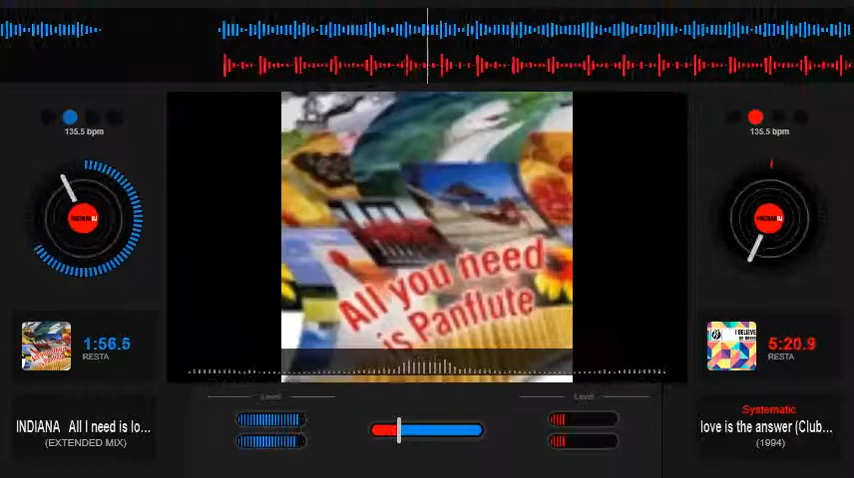 135.5 bpm
135.5 bpm
All you need
is Panflute
1:56.5
RESTA
I BELIEVE
5:20.9
RESTA
Level
Level
INDIANA All I need is lo...
(EXTENDED MIX)
Systematic
love is the answer (Club...
(1994)